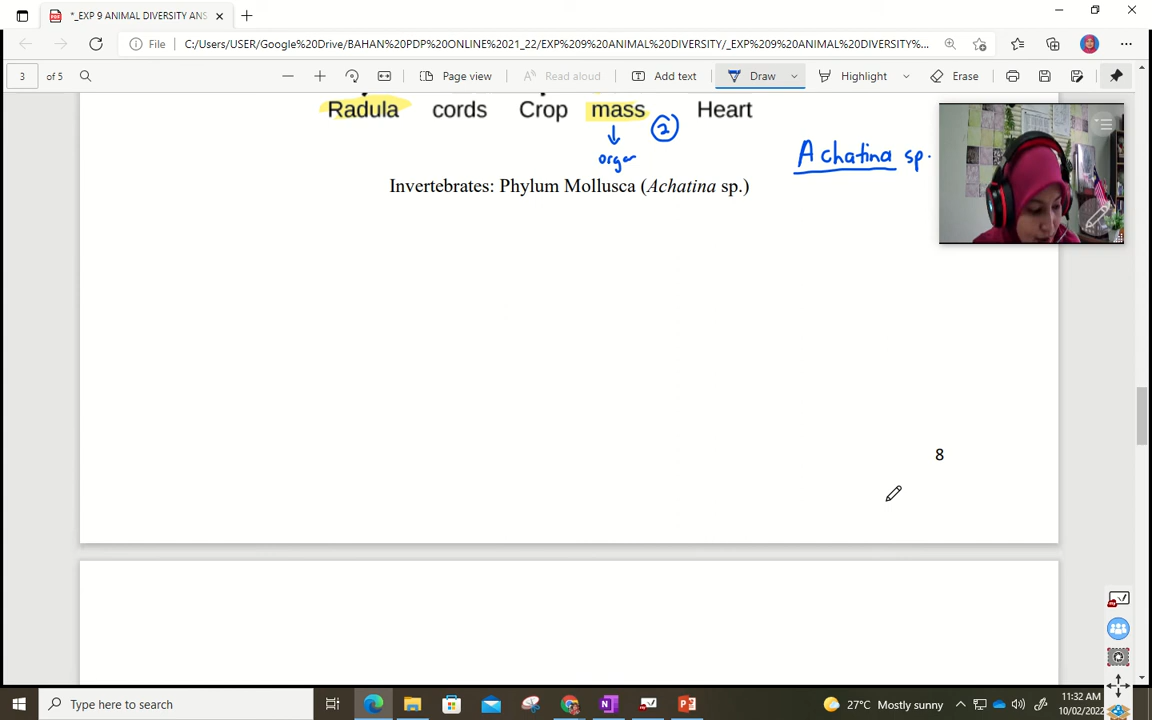 *_EXP 9 ANIMAL DIVERSITY ANS
File C:/Users/USER/Google%20Drive/BAHAN%20PDP%20ONLINE%202021_22/EXP%209%20ANIMAL%20DIVERSITY/_EXP%209%20ANIMAL%20DIVERSITY%...
3 of 5 Page view Read aloud Add text Draw Highlight Erase
Radula cords Crop mass Heart
2
organ
Achatina sp.
Invertebrates: Phylum Mollusca (Achatina sp.)
8
Type here to search
27°C Mostly sunny
11:32 AM
10/02/2022